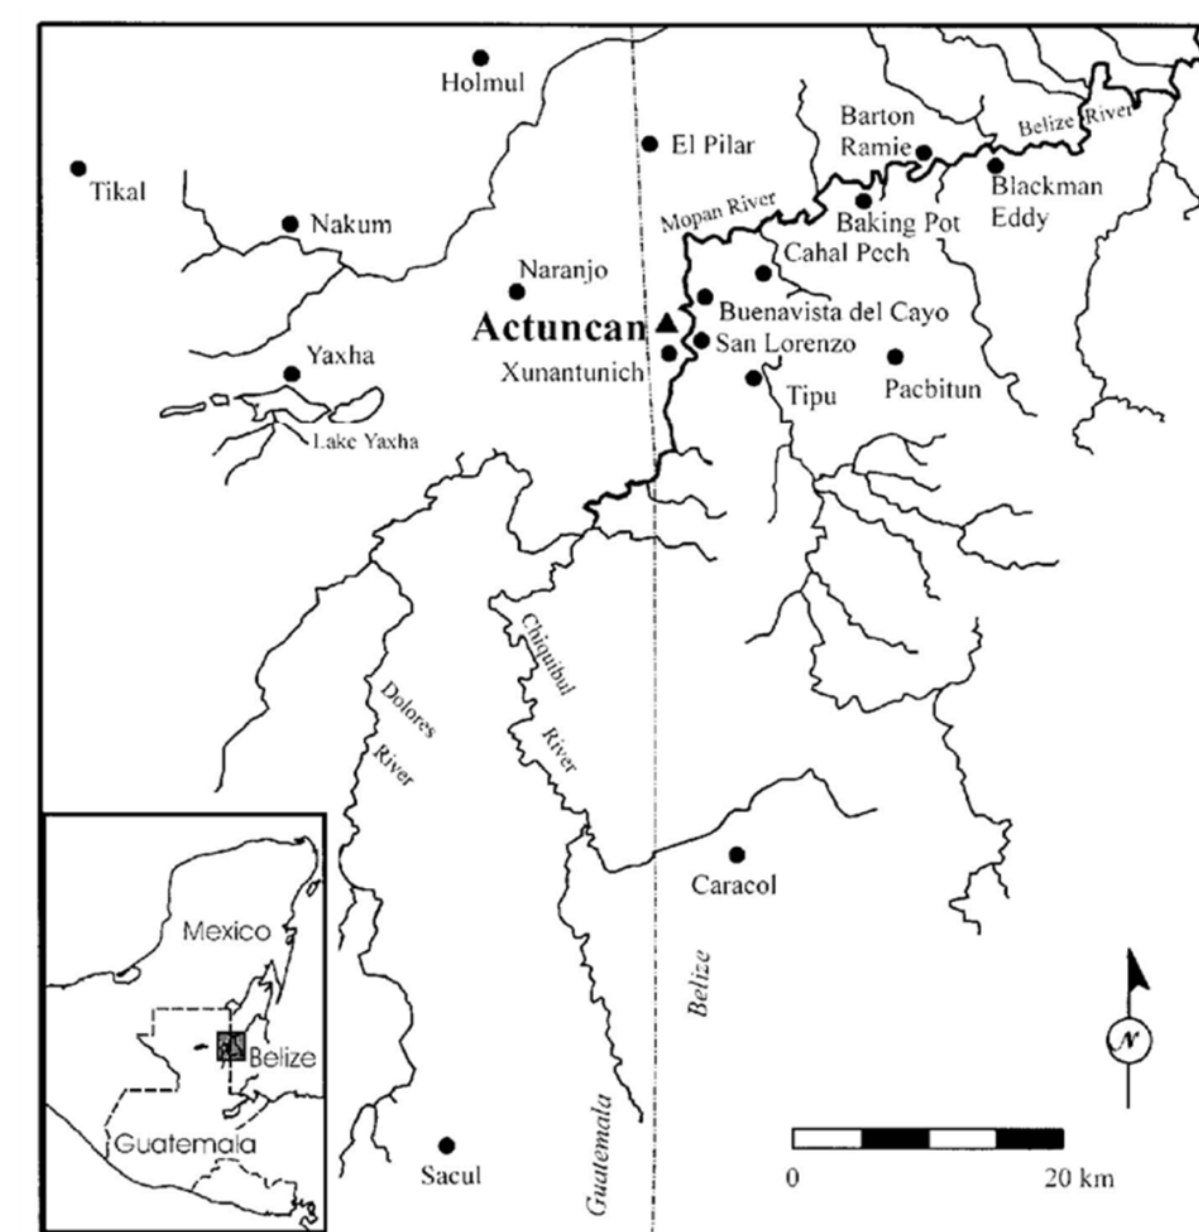 Holmul
Barton
Ramie
Belize River
El Pilar
Tikal
Blackman
Eddy
Mopan River
Nakum
Baking Pot
Cahal Pech
Naranjo
Buenavista del Cayo
Actuncan
San Lorenzo
Yaxha
Xunantunich
Tipu
Pacbitun
Lake Yaxha
Chiquibul
River
Dolores
River
Caracol
Mexico
Belize
Belize
N
Guatemala
Guatemala
Sacul
0
20 km